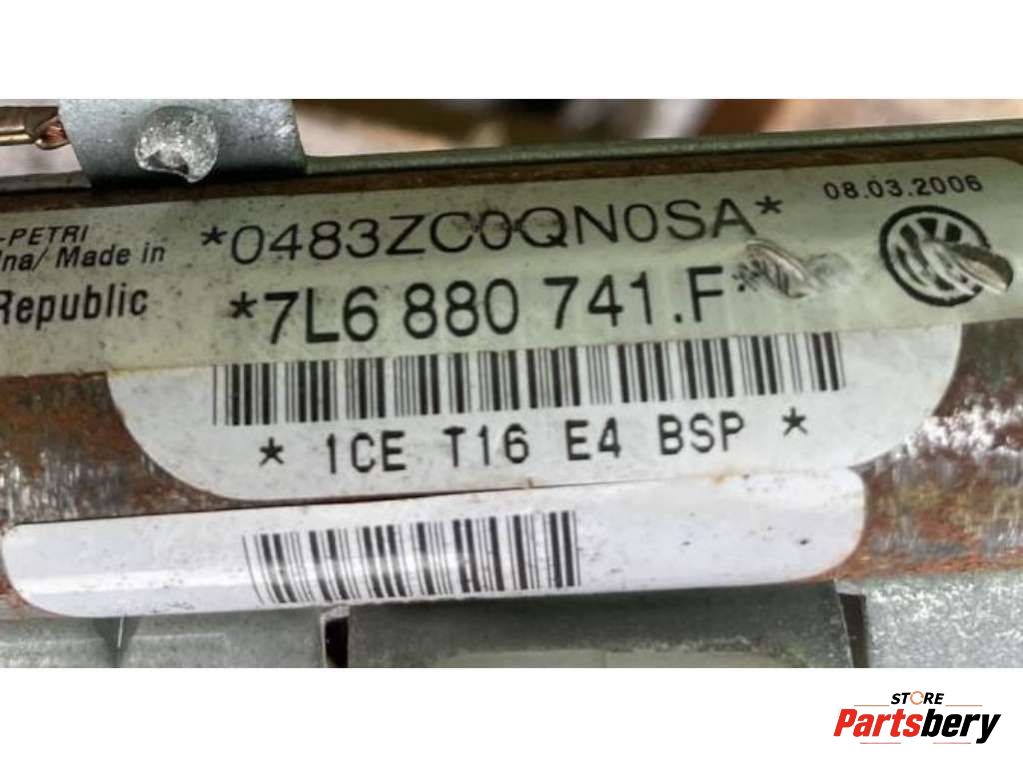 -PETRI
na/ Made in
Republic
*0483ZC0QN0SA*
08.03.2006
*7L6 880 741.F*
* 1CE T16 E4 BSP *
STORE
Partsbery